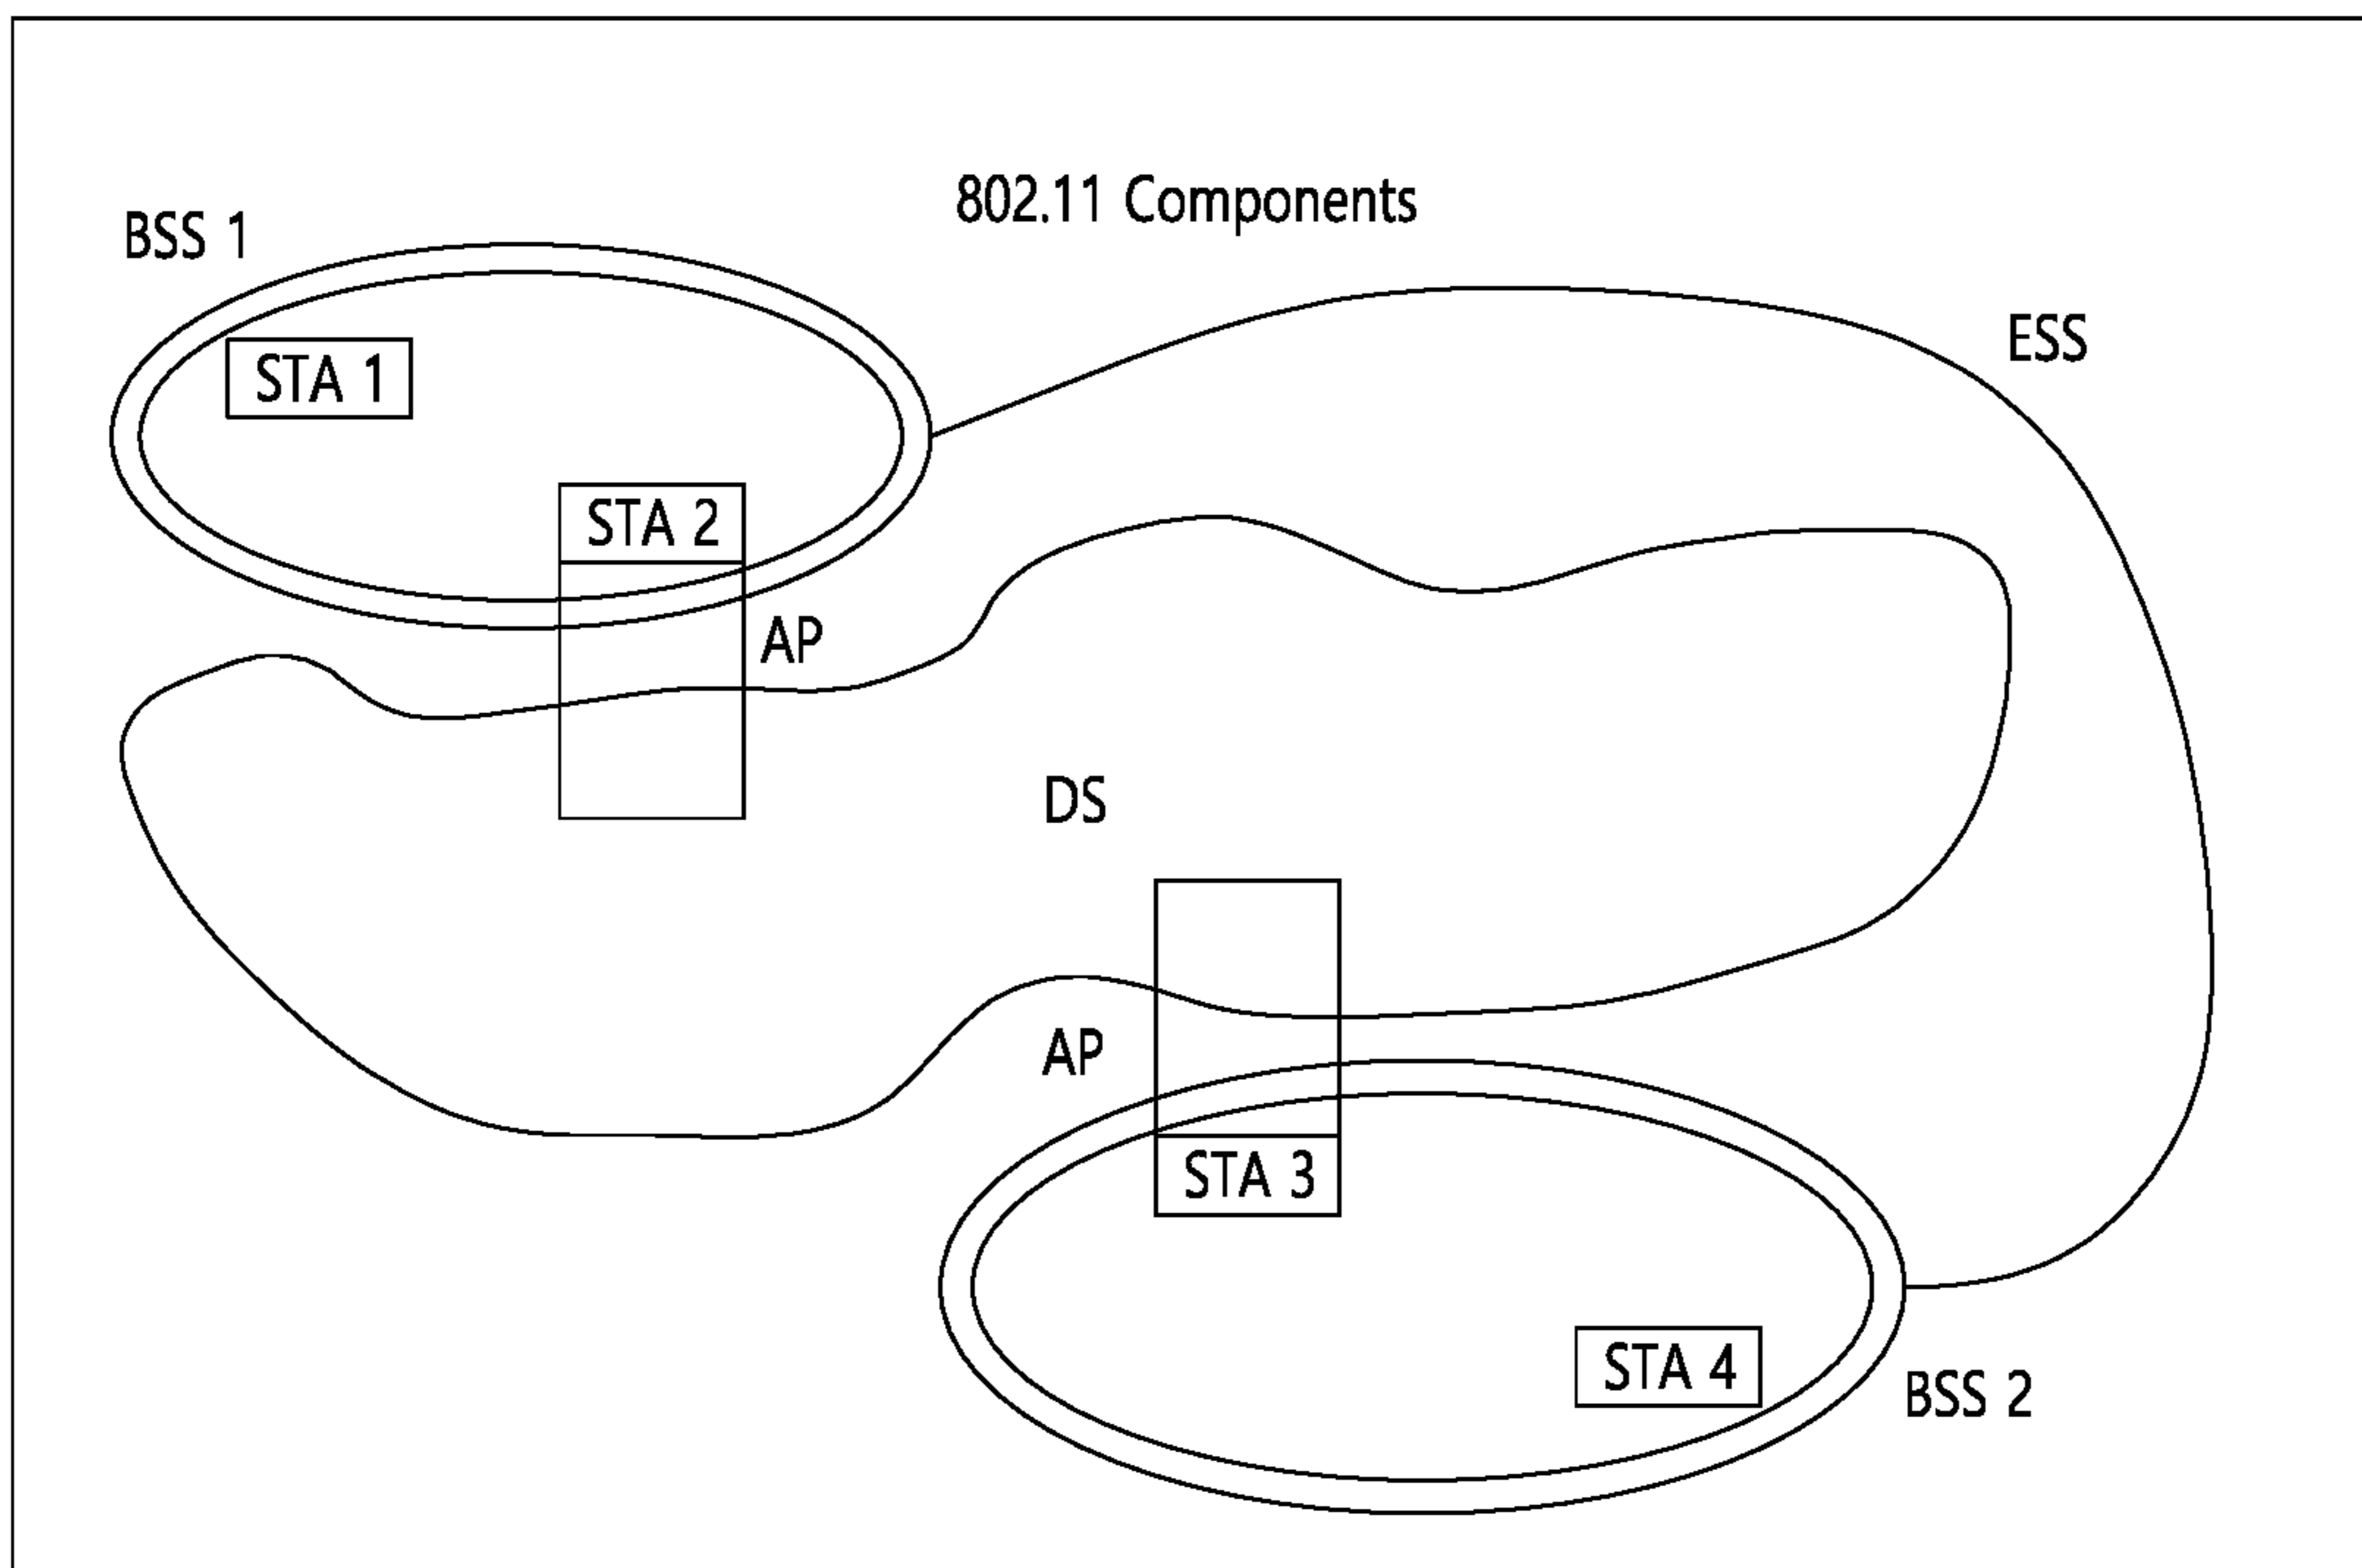 802.11 Components
BSS 1
ESS
STA 1
STA 2
AP
DS
AP
STA 3
STA 4
BSS 2